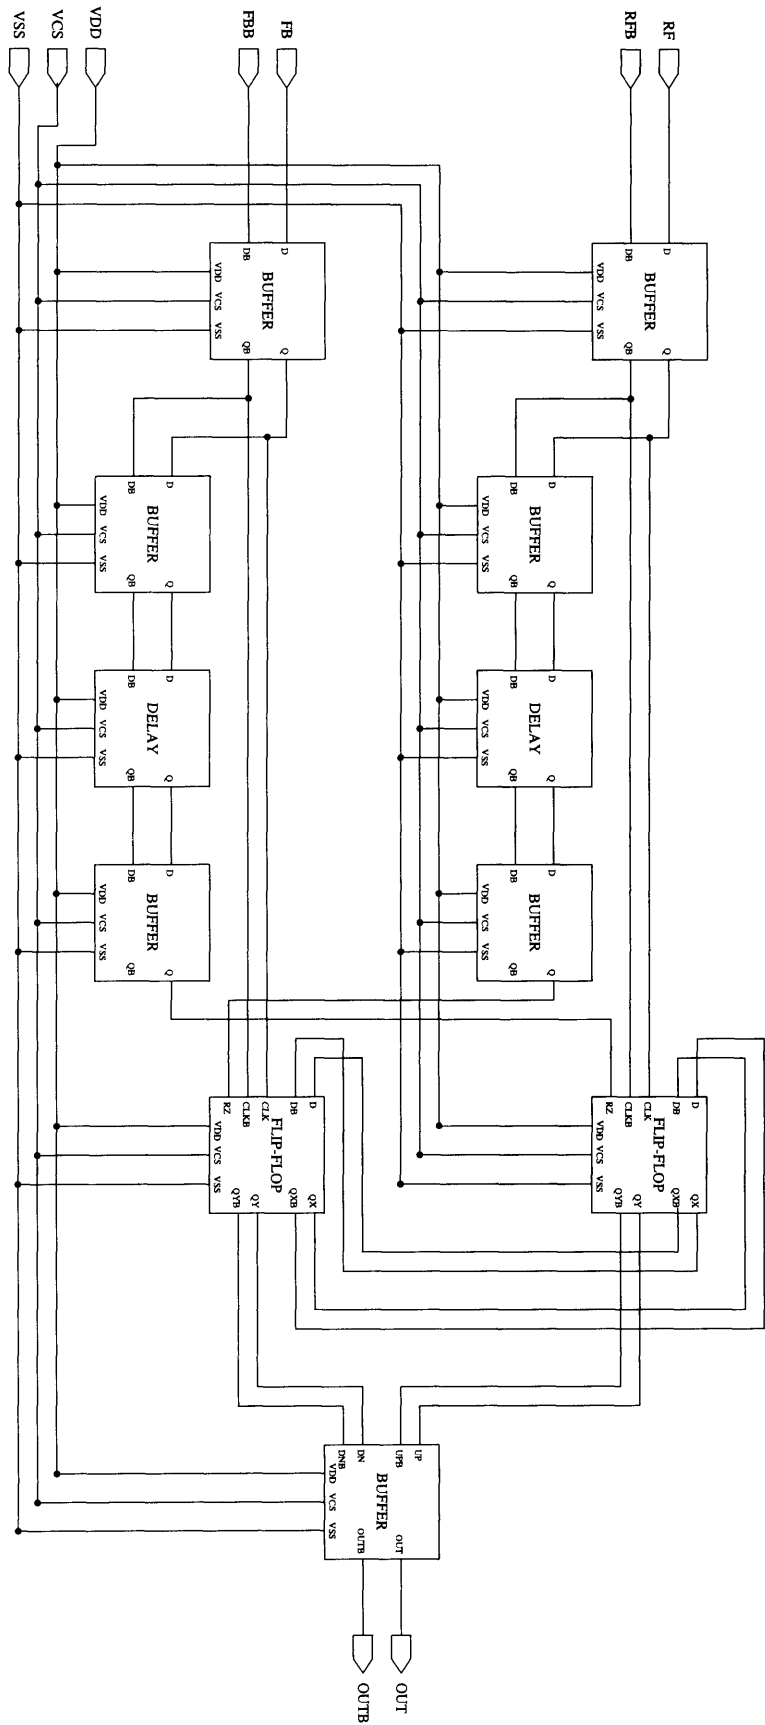 RF
RFB
D
DB
BUFFER
VDD
VCS
VSS
Q
QB
D
DB
BUFFER
VDD
VCS
VSS
Q
QB
D
DB
DELAY
VDD
VCS
VSS
Q
QB
D
DB
BUFFER
VDD
VCS
VSS
Q
QB
D
DB
CLK
CLKB
RZ
FLIP-FLOP
VDD
VCS
VSS
QX
QXB
QY
QYB
FB
FBB
D
DB
BUFFER
VDD
VCS
VSS
Q
QB
D
DB
BUFFER
VDD
VCS
VSS
Q
QB
D
DB
DELAY
VDD
VCS
VSS
Q
QB
D
DB
BUFFER
VDD
VCS
VSS
Q
QB
D
DB
CLK
CLKB
RZ
FLIP-FLOP
VDD
VCS
VSS
QX
QXB
QY
QYB
UP
UPB
DN
DNB
BUFFER
VDD
VCS
VSS
OUT
OUTB
OUT
OUTB
VDD
VCS
VSS